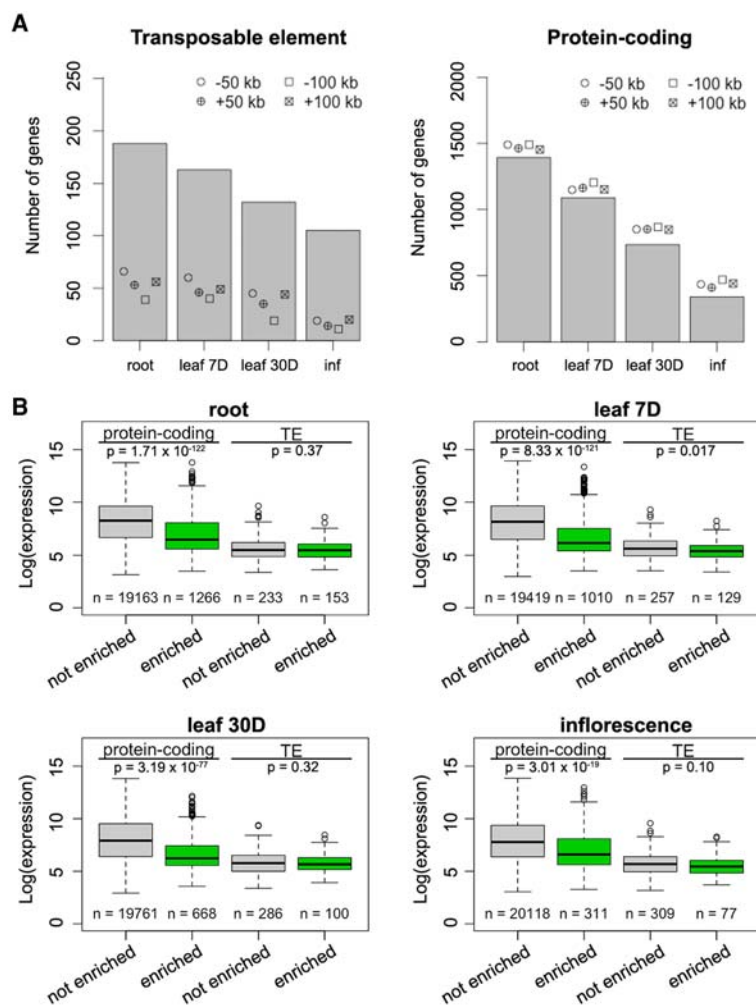 A
Transposable element
Number of genes
0 50 100 150 200 250
-50 kb -100 kb
+50 kb +100 kb
root leaf 7D leaf 30D inf
Protein-coding
Number of genes
0 500 1000 1500 2000
-50 kb -100 kb
+50 kb +100 kb
root leaf 7D leaf 30D inf
B
root
protein-coding TE
p = 1.71 x 10-122 p = 0.37
Log(expression)
15
10
5
0
n = 19163 n = 1266 n = 233 n = 153
not enriched enriched not enriched enriched
leaf 7D
protein-coding TE
p = 8.33 x 10-121 p = 0.017
Log(expression)
15
10
5
0
n = 19419 n = 1010 n = 257 n = 129
not enriched enriched not enriched enriched
leaf 30D
protein-coding TE
p = 3.19 x 10-77 p = 0.32
Log(expression)
15
10
5
0
n = 19761 n = 668 n = 286 n = 100
not enriched enriched not enriched enriched
inflorescence
protein-coding TE
p = 3.01 x 10-19 p = 0.10
Log(expression)
15
10
5
0
n = 20118 n = 311 n = 309 n = 77
not enriched enriched not enriched enriched